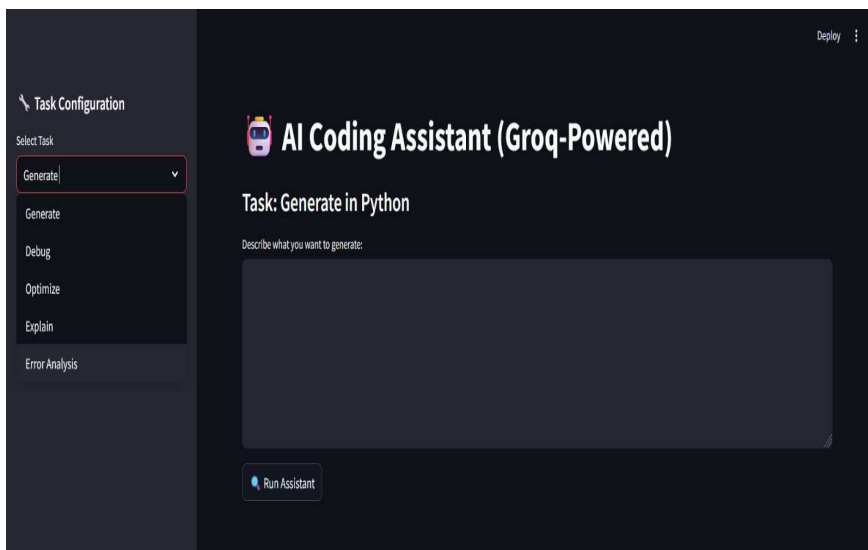 Deploy
Task Configuration
Select Task
Generate
Generate
Debug
Optimize
Explain
Error Analysis
AI Coding Assistant (Groq-Powered)
Task: Generate in Python
Describe what you want to generate:
Run Assistant